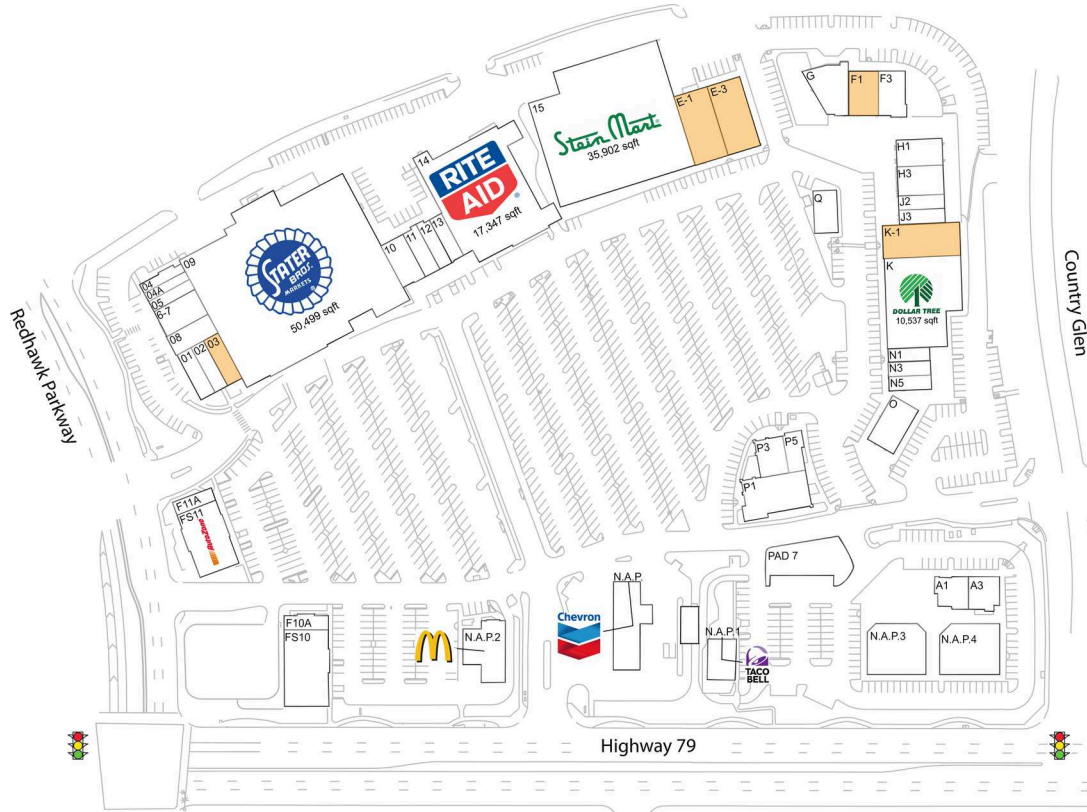 G
F1
F3
15
E-1
E-3
Stein Mart
35,902 sqft
14
RITE
AID
17,347 sqft
H1
H3
J2
J3
K-1
K
DOLLAR TREE
10,537 sqft
Q
10
11
12
13
09
STATER
BROS.
MARKETS
50,499 sqft
04
04A
05
6-7
08
01
02
03
Redhawk Parkway
Country Glen
N1
N3
N5
O
P3
P5
P1
F11A
FS11
AutoZone
PAD 7
A1
A3
N.A.P.
Chevron
F10A
FS10
N.A.P.2
N.A.P.1
TACO
BELL
N.A.P.3
N.A.P.4
Highway 79